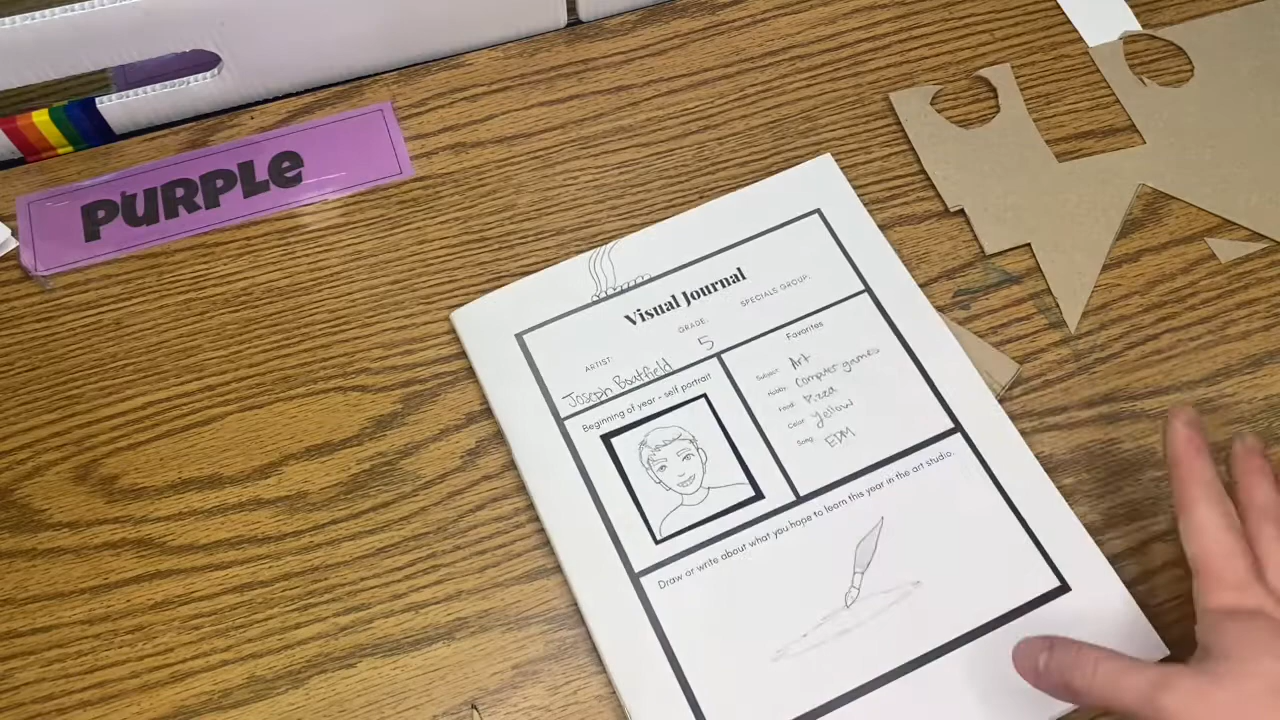 PURPLE
Visual Journal
ARTIST: GRADE: SPECIALS GROUP:
Joseph Boatfield 5
Beginning of year - self portrait
Favorites
Subject: Art
Hobby: Computer games
Food: Pizza
Color: yellow
Song: EDM
Draw or write about what you hope to learn this year in the art studio.